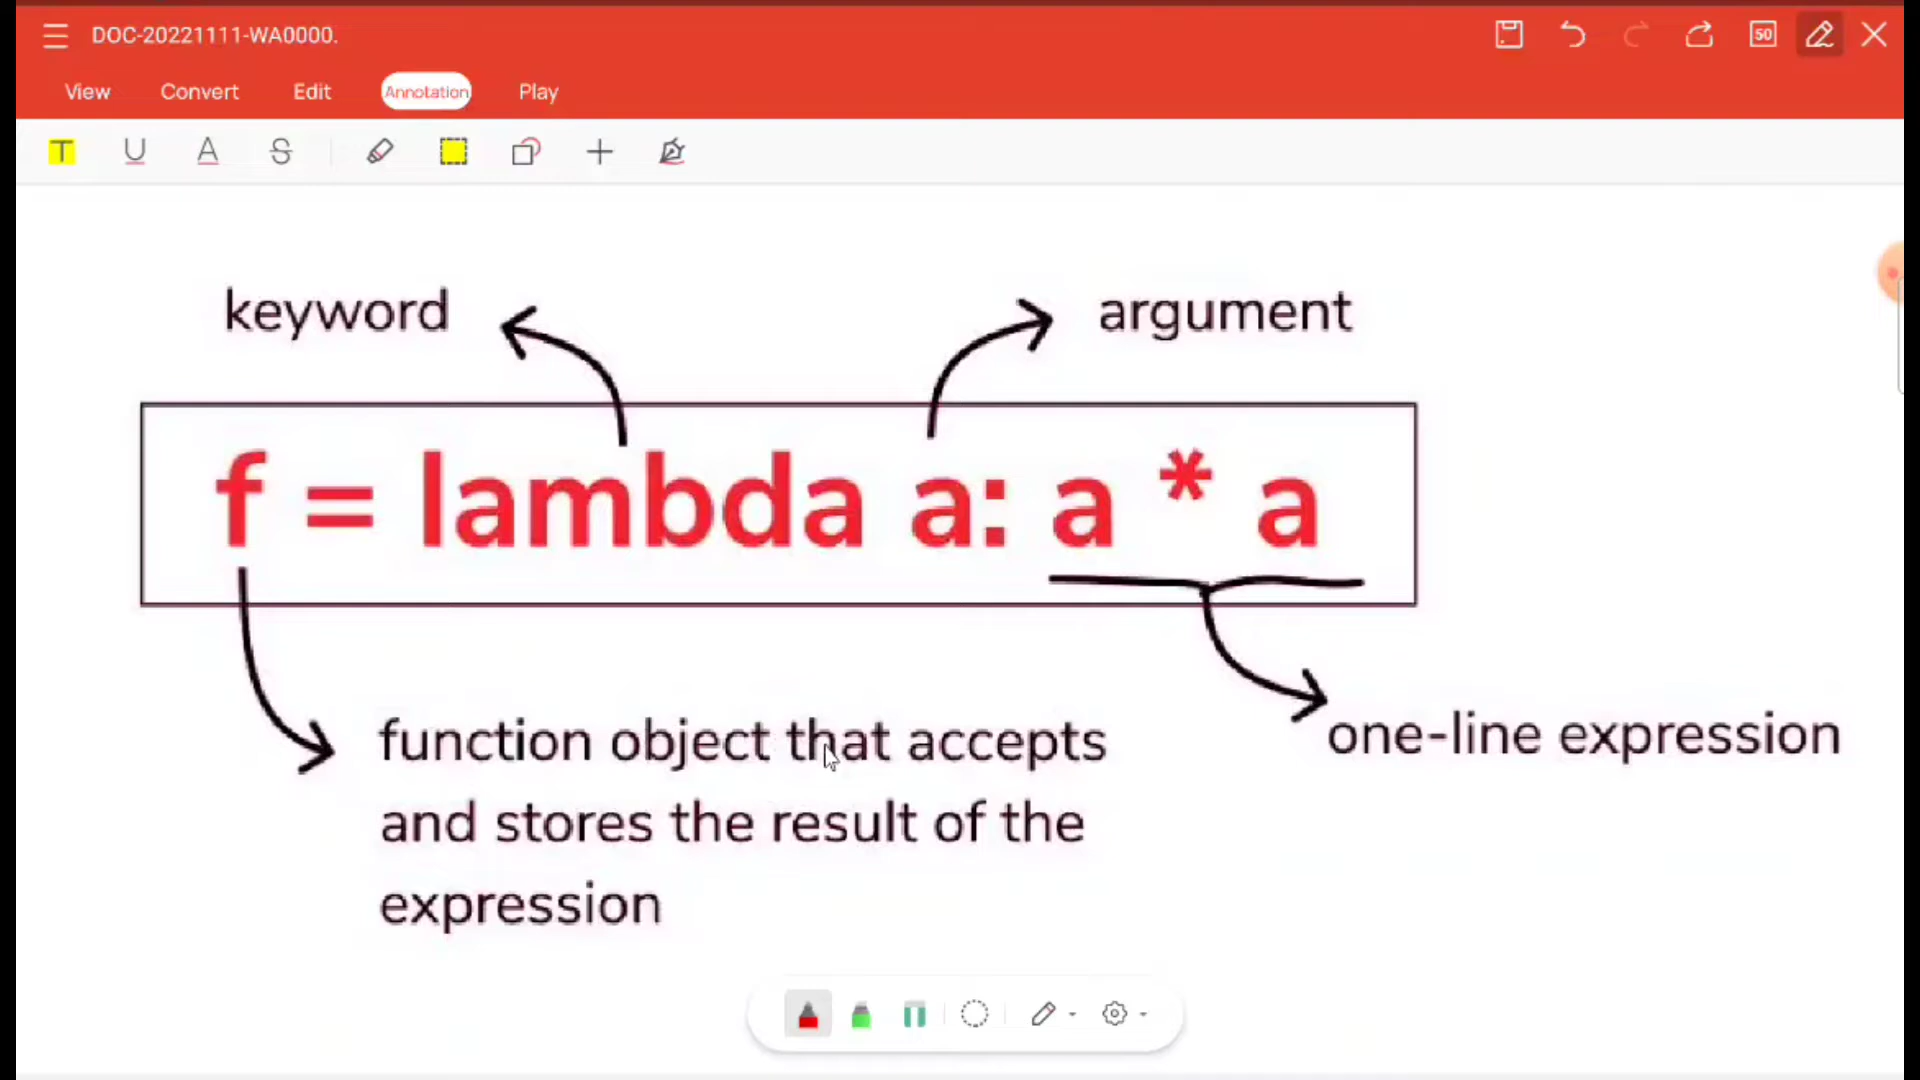 DOC-20221111-WA0000.
50
View Convert Edit Annotation Play
T U A S
keyword
argument
f = lambda a: a * a
function object that accepts
and stores the result of the
expression
one-line expression